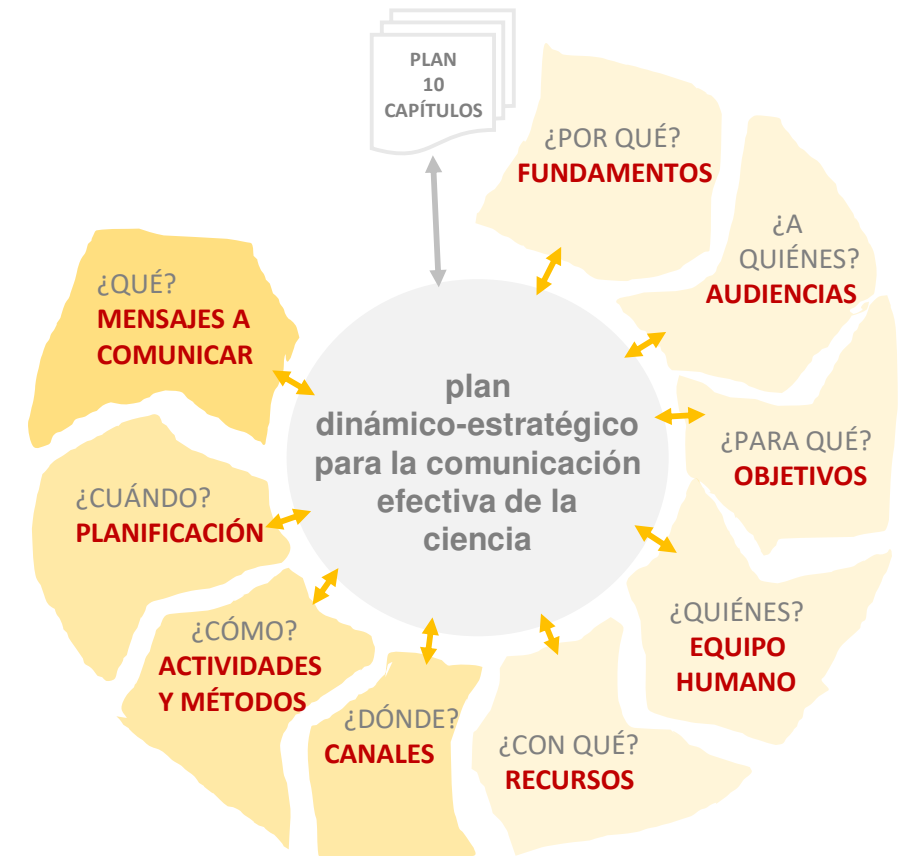 PLAN
10
CAPÍTULOS
¿POR QUÉ?
FUNDAMENTOS
¿A
QUIÉNES?
AUDIENCIAS
¿PARA QUÉ?
OBJETIVOS
¿QUIÉNES?
EQUIPO
HUMANO
¿CON QUÉ?
RECURSOS
¿DÓNDE?
CANALES
¿CÓMO?
ACTIVIDADES
Y MÉTODOS
¿CUÁNDO?
PLANIFICACIÓN
¿QUÉ?
MENSAJES A
COMUNICAR
plan
dinámico-estratégico
para la comunicación
efectiva de la
ciencia